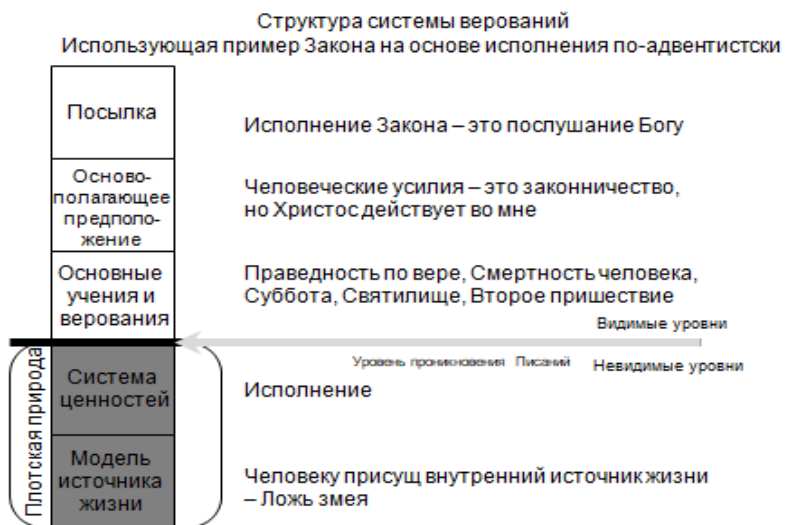 Структура системы верований
Использующая пример Закона на основе исполнения по-адвентистски
Посылка
Исполнение Закона – это послушание Богу
Осново-
полагающее
предполо-
жение
Человеческие усилия – это законничество,
но Христос действует во мне
Основные
учения и
верования
Праведность по вере, Смертность человека,
Суббота, Святилище, Второе пришествие
Видимые уровни
Уровень проникновения Писаний
Невидимые уровни
Плотская природа
Система
ценностей
Исполнение
Модель
источника
жизни
Человеку присущ внутренний источник жизни
– Ложь змея